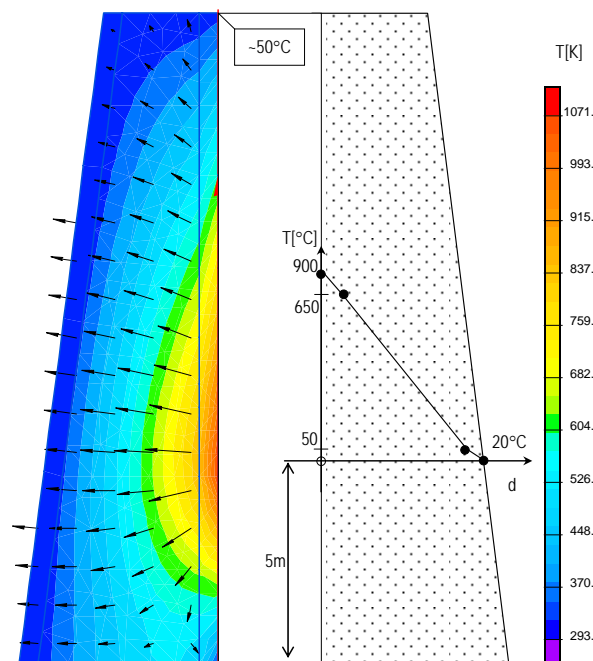 ~50°C
T[K]
1071.
993.
915.
837.
759.
682.
604.
526.
448.
370.
293.
T[°C]
900
650
50
20°C
d
5m